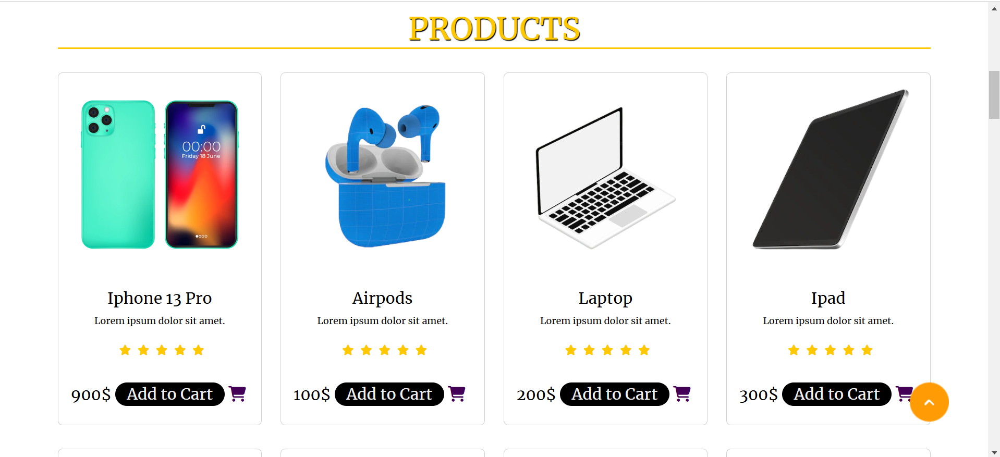 PRODUCTS
00:00
Friday 18 June
Iphone 13 Pro
Lorem ipsum dolor sit amet.
900$ Add to Cart
Airpods
Lorem ipsum dolor sit amet.
100$ Add to Cart
Laptop
Lorem ipsum dolor sit amet.
200$ Add to Cart
Ipad
Lorem ipsum dolor sit amet.
300$ Add to Cart